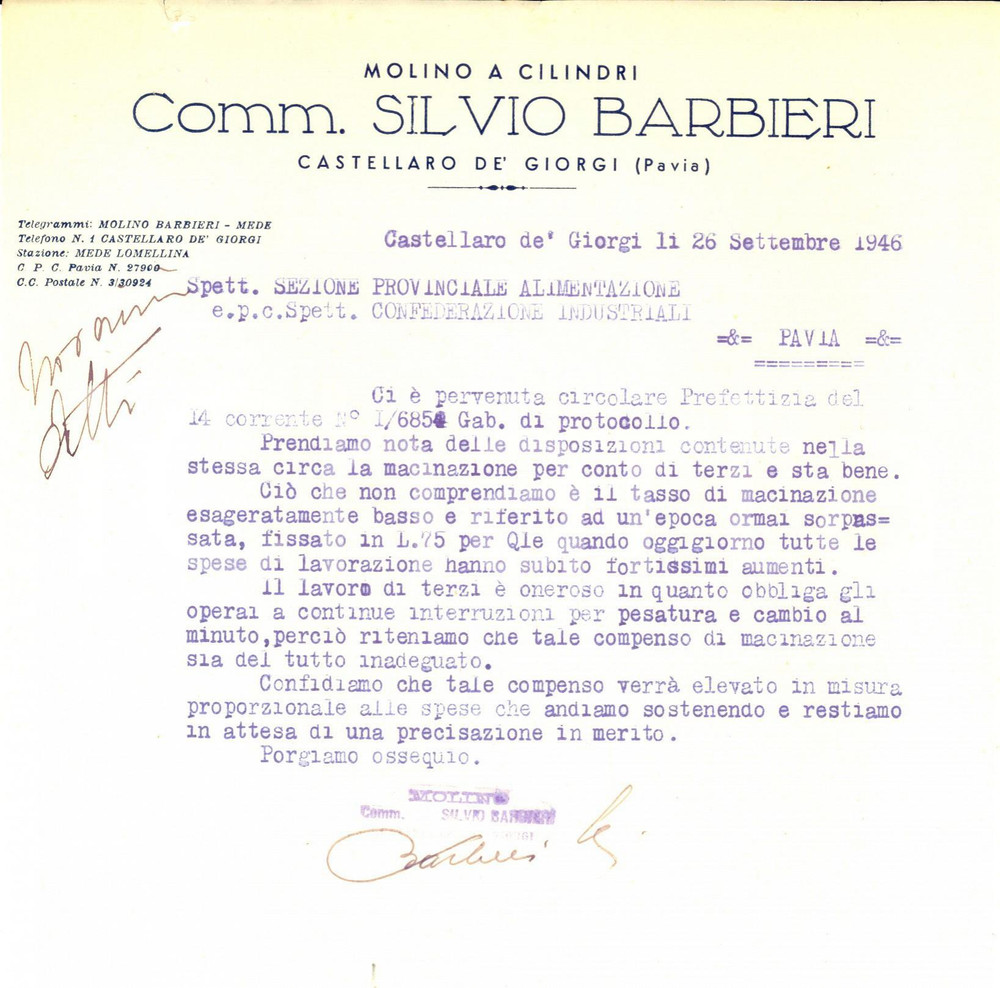 MOLINO A CILINDRI
Comm. SILVIO BARBIERI
CASTELLARO DE' GIORGI (Pavia)
Telegrammi: MOLINO BARBIERI - MEDE
Telefono N. 1 CASTELLARO DE' GIORGI
Stazione: MEDE LOMELLINA
C P. C. Pavia N. 27900
C.C. Postale N. 3/30924
Castellaro de' Giorgi li 26 Settembre 1946
Spett. SEZIONE PROVINCIALE ALIMENTAZIONE
e.p.c.Spett. CONFEDERAZIONE INDUSTRIALI
=&= PAVIA =&=
=========
Ci è pervenuta circolare Prefettizia del
14 corrente N° I/6854 Gab. di protocollo.
Prendiamo nota delle disposizioni contenute nella
stessa circa la macinazione per conto di terzi e sta bene.
Ciò che non comprendiamo è il tasso di macinazione
esageratamente basso e riferito ad un'epoca ormai sorpas=
sata, fissato in L.75 per Qle quando oggigiorno tutte le
spese di lavorazione hanno subito fortissimi aumenti.
Il lavoro di terzi è oneroso in quanto obbliga gli
operai a continue interruzioni per pesatura e cambio al
minuto,perciò riteniamo che tale compenso di macinazione
sia del tutto inadeguato.
Confidiamo che tale compenso verrà elevato in misura
proporzionale alle spese che andiamo sostenendo e restiamo
in attesa di una precisazione in merito.
Porgiamo ossequio.
MOLINO
Comm. SILVIO BARBIERI
GIORGI
Barbieri